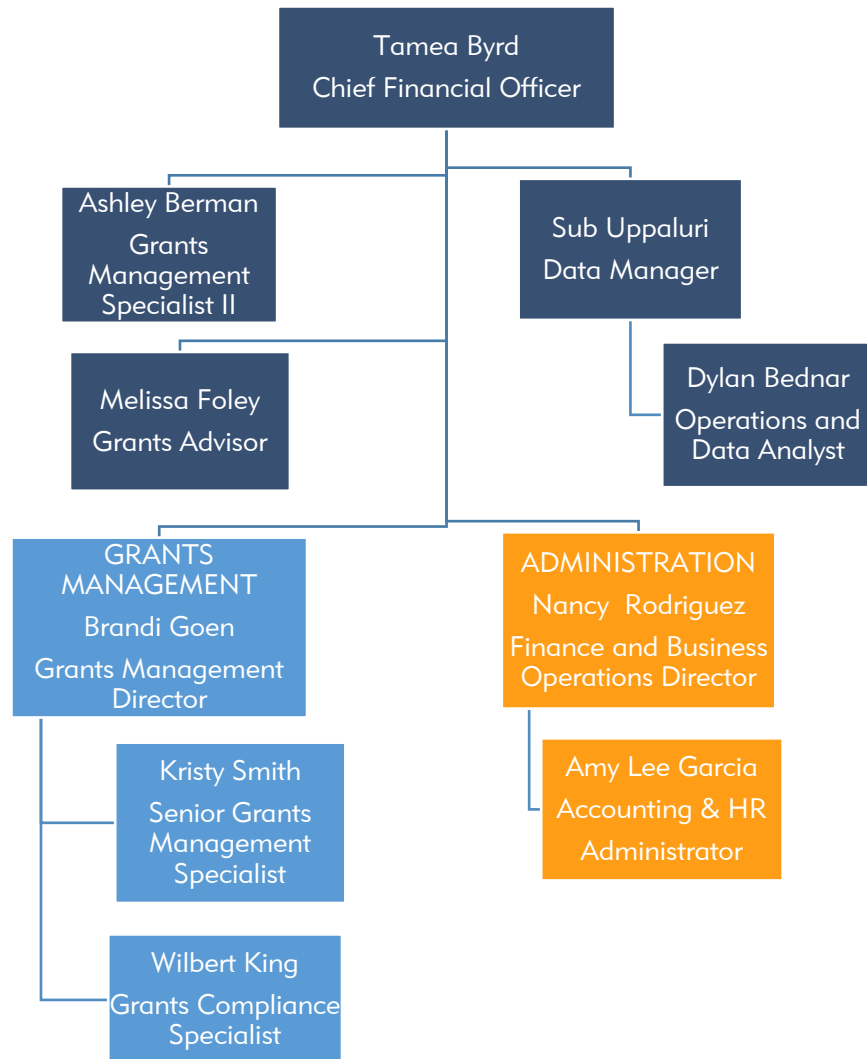 Tamea Byrd
Chief Financial Officer
Ashley Berman
Grants
Management
Specialist II
Sub Uppaluri
Data Manager
Melissa Foley
Grants Advisor
Dylan Bednar
Operations and
Data Analyst
GRANTS
MANAGEMENT
Brandi Goen
Grants Management
Director
ADMINISTRATION
Nancy  Rodriguez
Finance and Business
Operations Director
Kristy Smith
Senior Grants
Management
Specialist
Amy Lee Garcia
Accounting & HR
Administrator
Wilbert King
Grants Compliance
Specialist